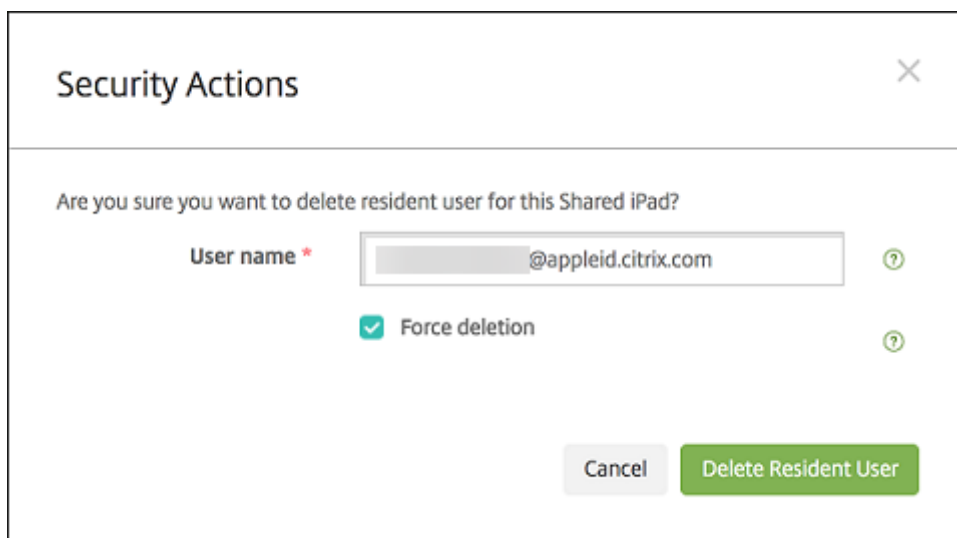 Security Actions
Are you sure you want to delete resident user for this Shared iPad?
User name * @appleid.citrix.com
Force deletion
Cancel Delete Resident User